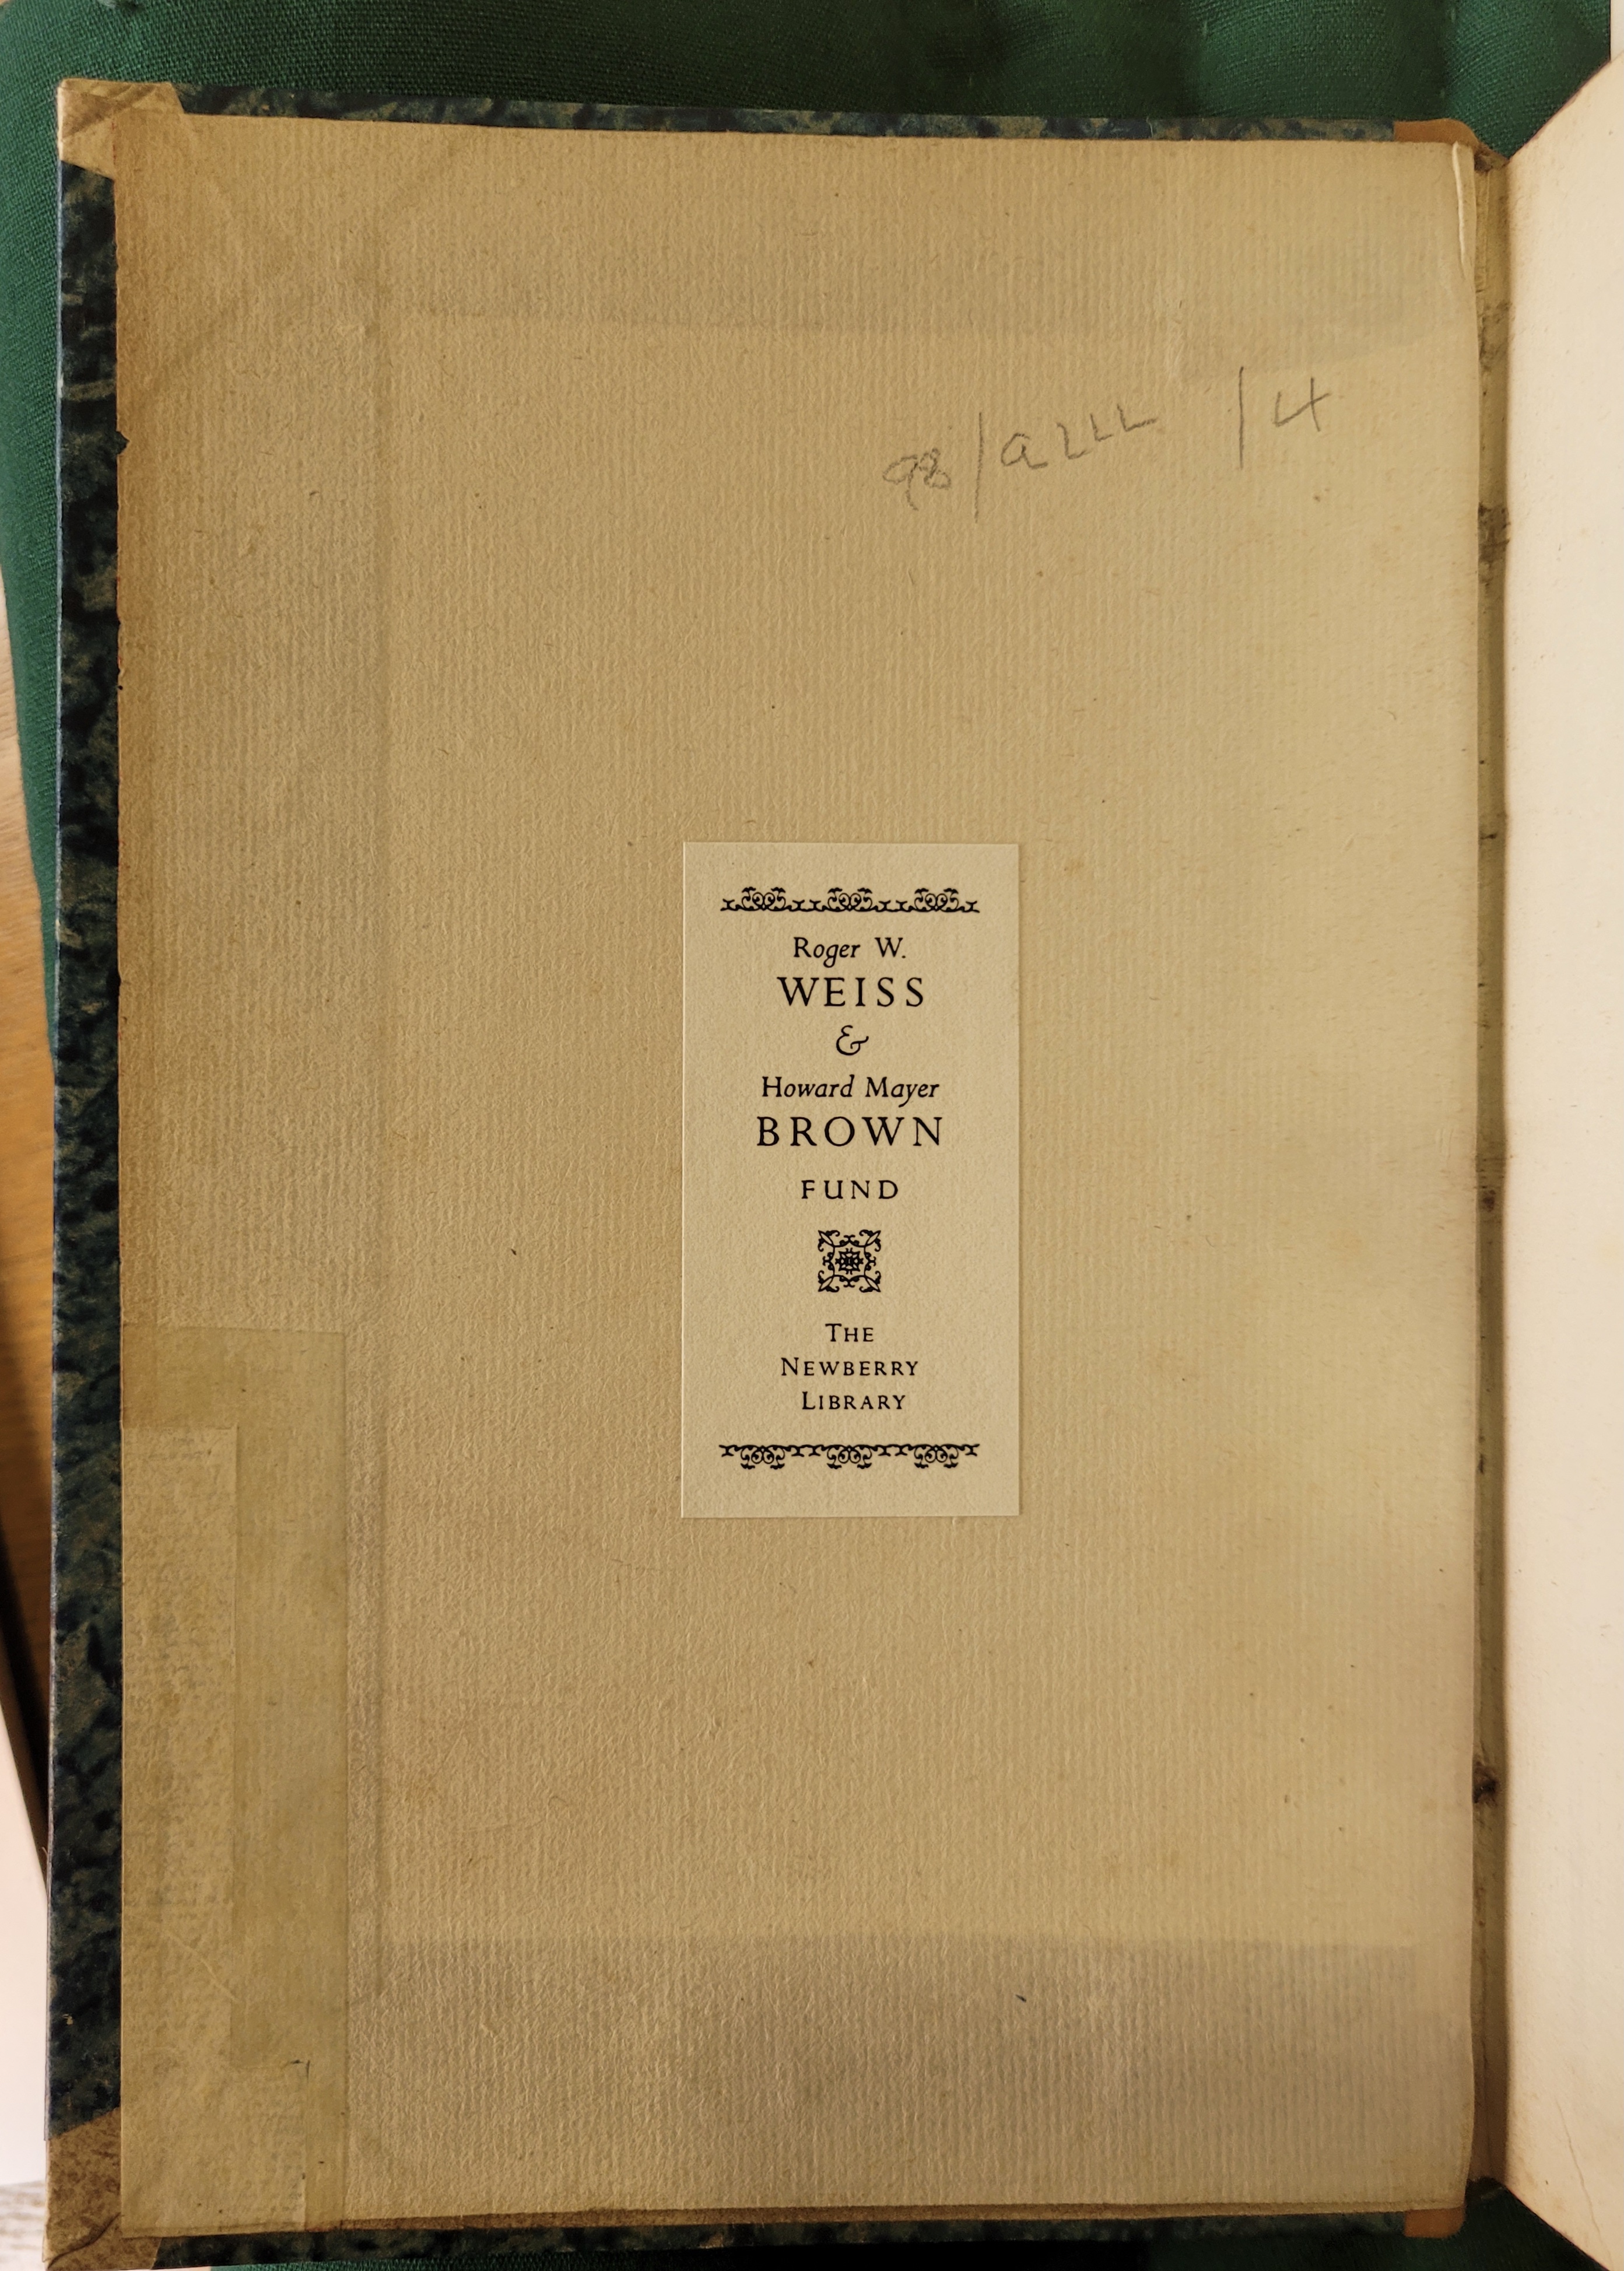 98/a222 /4
Roger W.
WEISS
&
Howard Mayer
BROWN
FUND
THE
NEWBERRY
LIBRARY